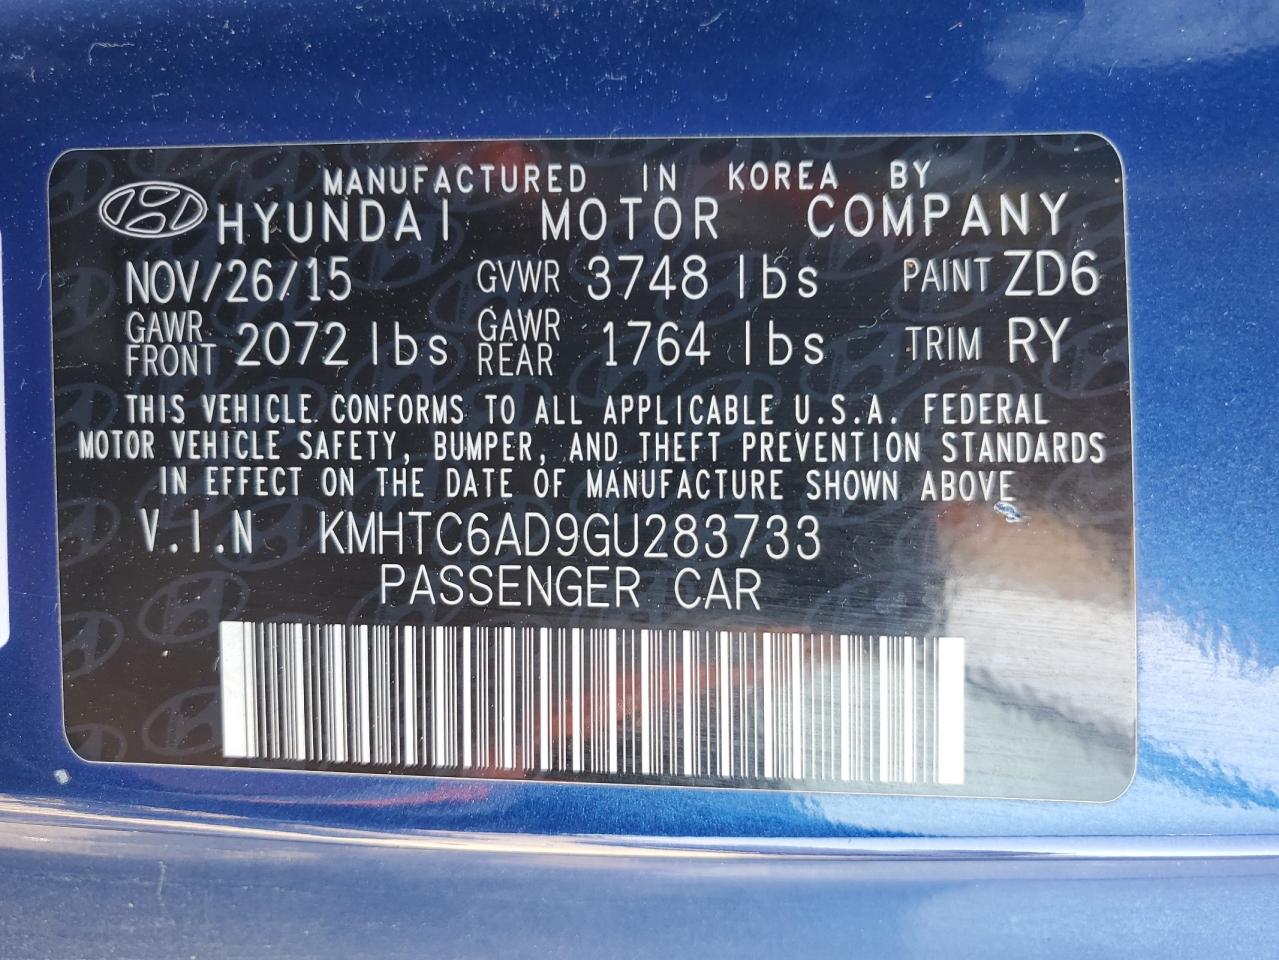 MANUFACTURED IN KOREA BY
HYUNDAI MOTOR COMPANY
NOV/26/15 GVWR 3748 lbs PAINT ZD6
GAWR FRONT 2072 lbs GAWR REAR 1764 lbs TRIM RY
THIS VEHICLE CONFORMS TO ALL APPLICABLE U.S.A. FEDERAL
MOTOR VEHICLE SAFETY, BUMPER, AND THEFT PREVENTION STANDARDS
IN EFFECT ON THE DATE OF MANUFACTURE SHOWN ABOVE
V.I.N KMHTC6AD9GU283733
PASSENGER CAR